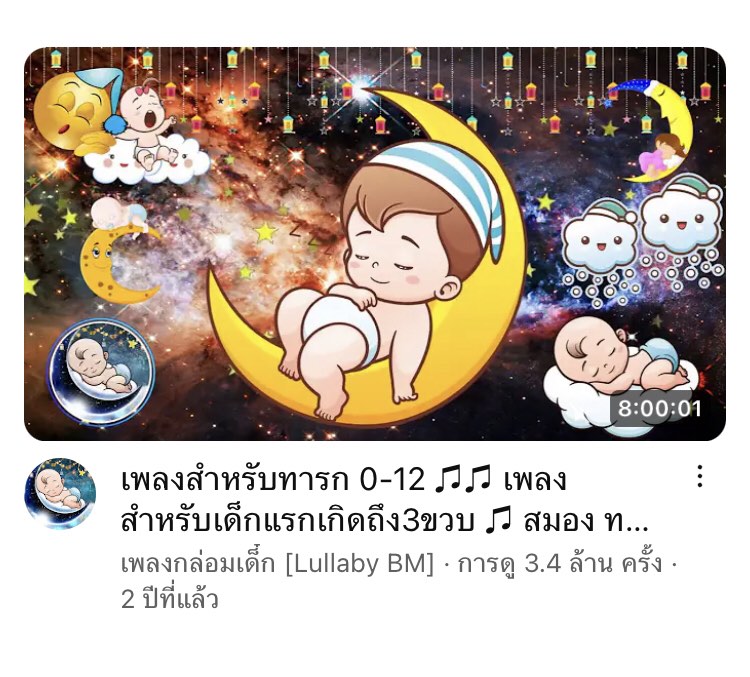 8:00:01
เพลงสำหรับทารก 0-12 🎵🎵 เพลง
สำหรับเด็กแรกเกิดถึง3ขวบ 🎵 สมอง ท...
เพลงกล่อมเด็ก [Lullaby BM] · การดู 3.4 ล้าน ครั้ง ·
2 ปีที่แล้ว